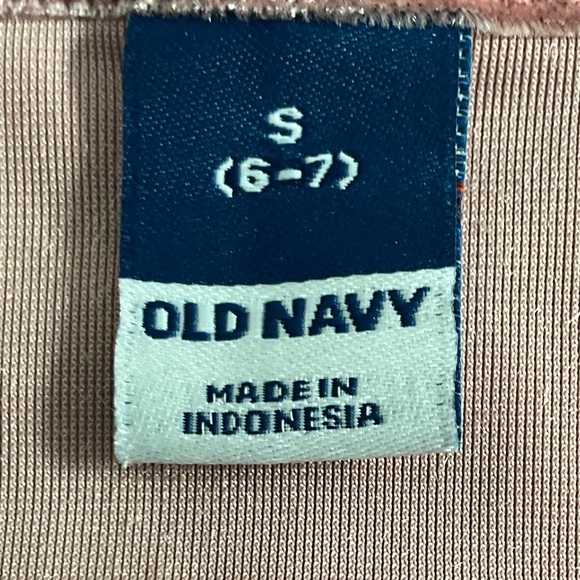 S
(6-7)
OLD NAVY
MADE IN
INDONESIA